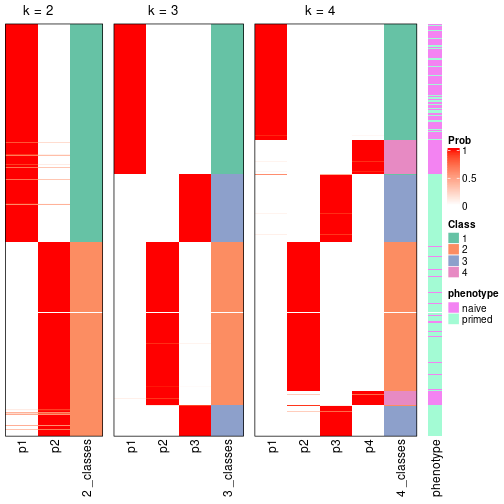 k = 2
k = 3
k = 4
p1
p2
2_classes
p1
p2
p3
3_classes
p1
p2
p3
p4
4_classes
phenotype
Prob
1
0.5
0
Class
1
2
3
4
phenotype
naive
primed